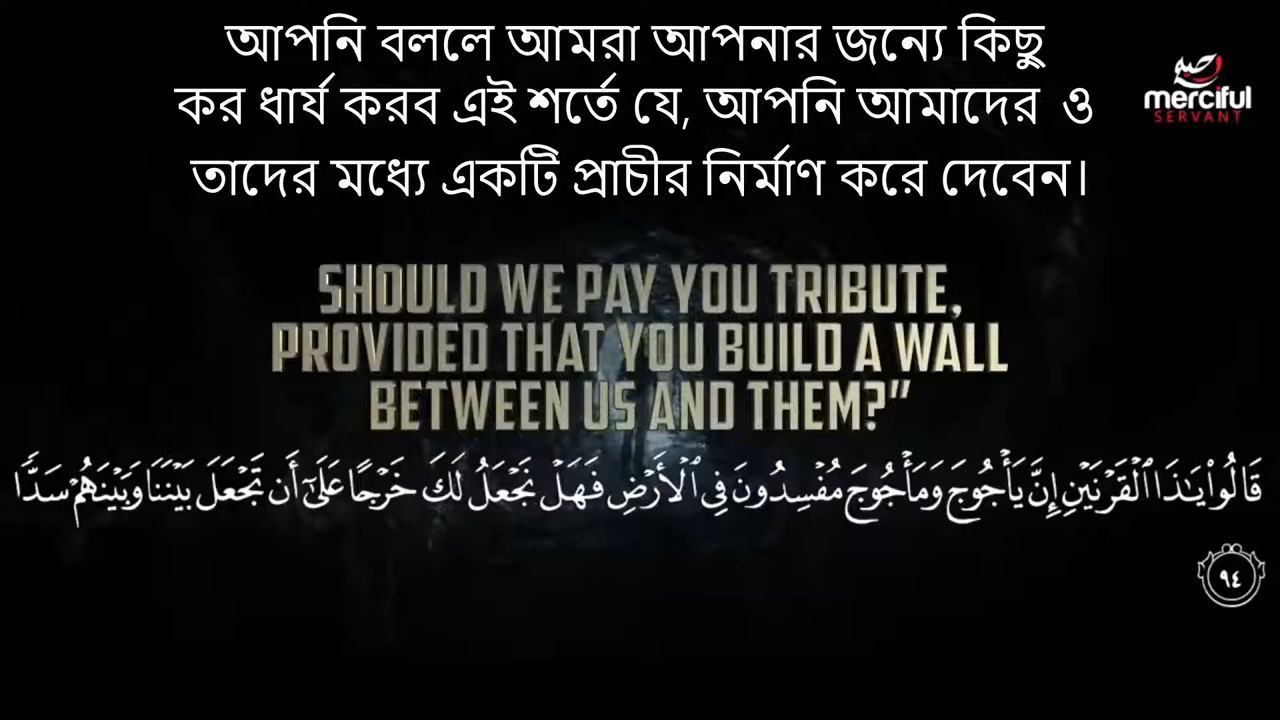 আপনি বললে আমরা আপনার জন্যে কিছু
কর ধার্য করব এই শর্তে যে, আপনি আমাদের ও
তাদের মধ্যে একটি প্রাচীর নির্মাণ করে দেবেন।
رحيم
merciful
SERVANT
SHOULD WE PAY YOU TRIBUTE,
PROVIDED THAT YOU BUILD A WALL
BETWEEN US AND THEM?"
قَالُوا۟ يَـٰذَا ٱلْقَرْنَيْنِ إِنَّ يَأْجُوجَ وَمَأْجُوجَ مُفْسِدُونَ فِى ٱلْأَرْضِ فَهَلْ نَجْعَلُ لَكَ خَرْجًا عَلَىٰٓ أَن تَجْعَلَ بَيْنَنَا وَبَيْنَهُمْ سَدًّا
٩٤